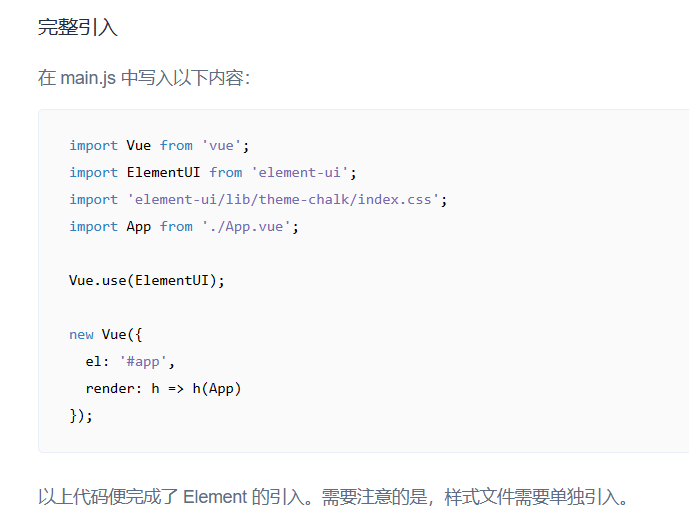 完整引入
在 main.js 中写入以下内容：
import Vue from 'vue';
import ElementUI from 'element-ui';
import 'element-ui/lib/theme-chalk/index.css';
import App from './App.vue';
Vue.use(ElementUI);
new Vue({
  el: '#app',
  render: h => h(App)
});
以上代码便完成了 Element 的引入。需要注意的是，样式文件需要单独引入。